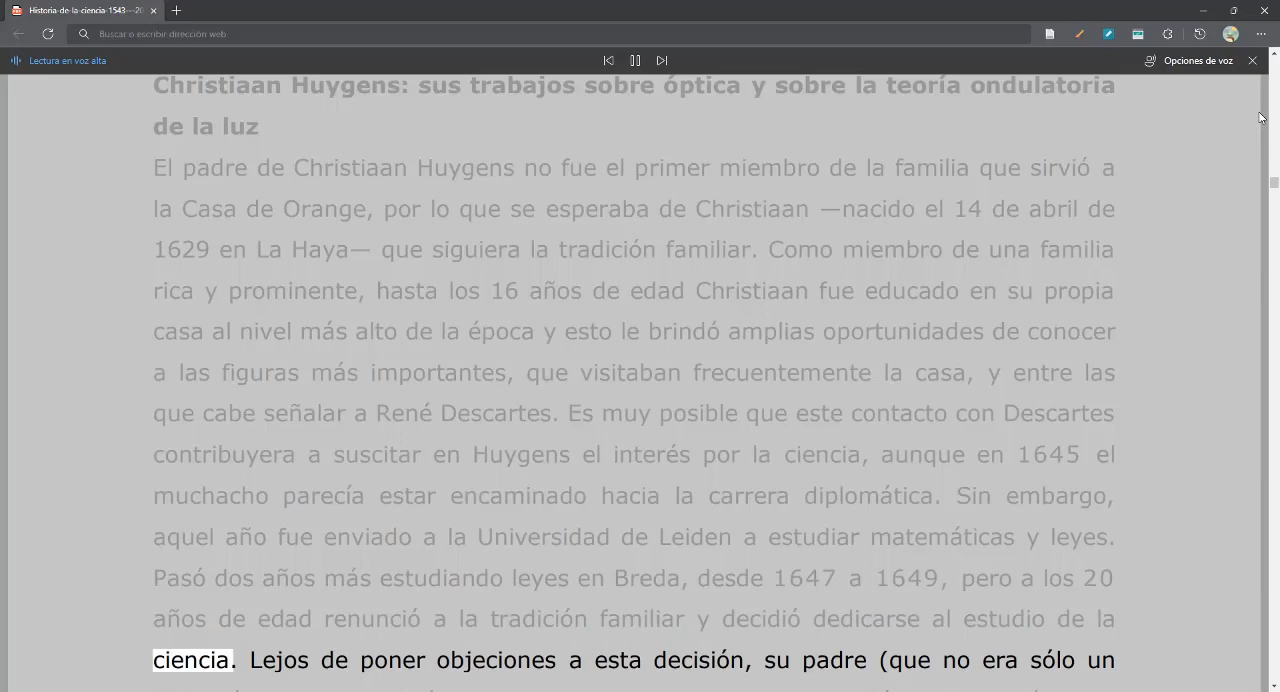 Historia-de-la-ciencia-1543---20
Buscar o escribir dirección web
Lectura en voz alta
Opciones de voz
Christiaan Huygens: sus trabajos sobre óptica y sobre la teoría ondulatoria
de la luz
El padre de Christiaan Huygens no fue el primer miembro de la familia que sirvió a
la Casa de Orange, por lo que se esperaba de Christiaan —nacido el 14 de abril de
1629 en La Haya— que siguiera la tradición familiar. Como miembro de una familia
rica y prominente, hasta los 16 años de edad Christiaan fue educado en su propia
casa al nivel más alto de la época y esto le brindó amplias oportunidades de conocer
a las figuras más importantes, que visitaban frecuentemente la casa, y entre las
que cabe señalar a René Descartes. Es muy posible que este contacto con Descartes
contribuyera a suscitar en Huygens el interés por la ciencia, aunque en 1645 el
muchacho parecía estar encaminado hacia la carrera diplomática. Sin embargo,
aquel año fue enviado a la Universidad de Leiden a estudiar matemáticas y leyes.
Pasó dos años más estudiando leyes en Breda, desde 1647 a 1649, pero a los 20
años de edad renunció a la tradición familiar y decidió dedicarse al estudio de la
ciencia. Lejos de poner objeciones a esta decisión, su padre (que no era sólo un